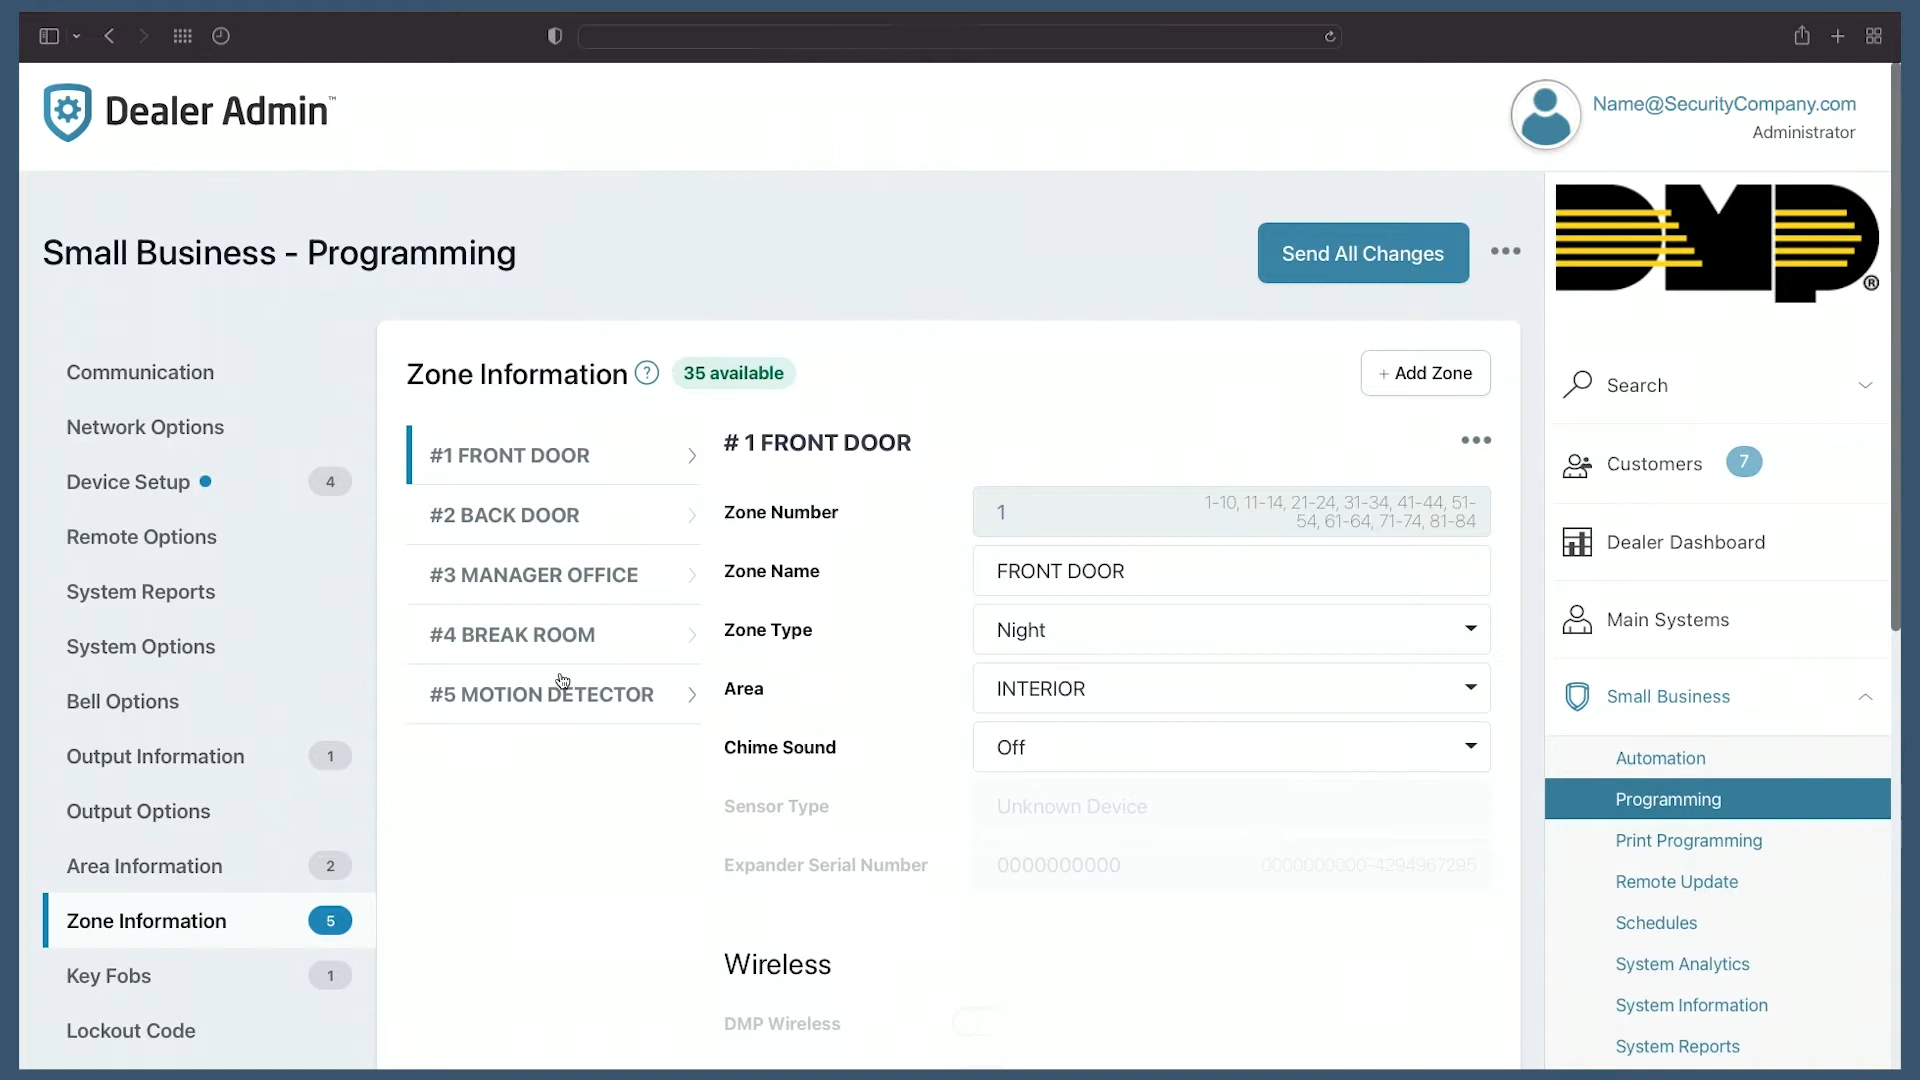 Dealer Admin™
Name@SecurityCompany.com
Administrator
Small Business - Programming
Send All Changes
DMP®
Communication
Network Options
Device Setup 4
Remote Options
System Reports
System Options
Bell Options
Output Information 1
Output Options
Area Information 2
Zone Information 5
Key Fobs 1
Lockout Code
Zone Information ? 35 available
+ Add Zone
#1 FRONT DOOR
#2 BACK DOOR
#3 MANAGER OFFICE
#4 BREAK ROOM
#5 MOTION DETECTOR
# 1 FRONT DOOR
Zone Number 1 1-10, 11-14, 21-24, 31-34, 41-44, 51-
54, 61-64, 71-74, 81-84
Zone Name FRONT DOOR
Zone Type Night
Area INTERIOR
Chime Sound Off
Sensor Type Unknown Device
Expander Serial Number 0000000000 0000000000-4294967295
Wireless
DMP Wireless
Search
Customers 7
Dealer Dashboard
Main Systems
Small Business
Automation
Programming
Print Programming
Remote Update
Schedules
System Analytics
System Information
System Reports